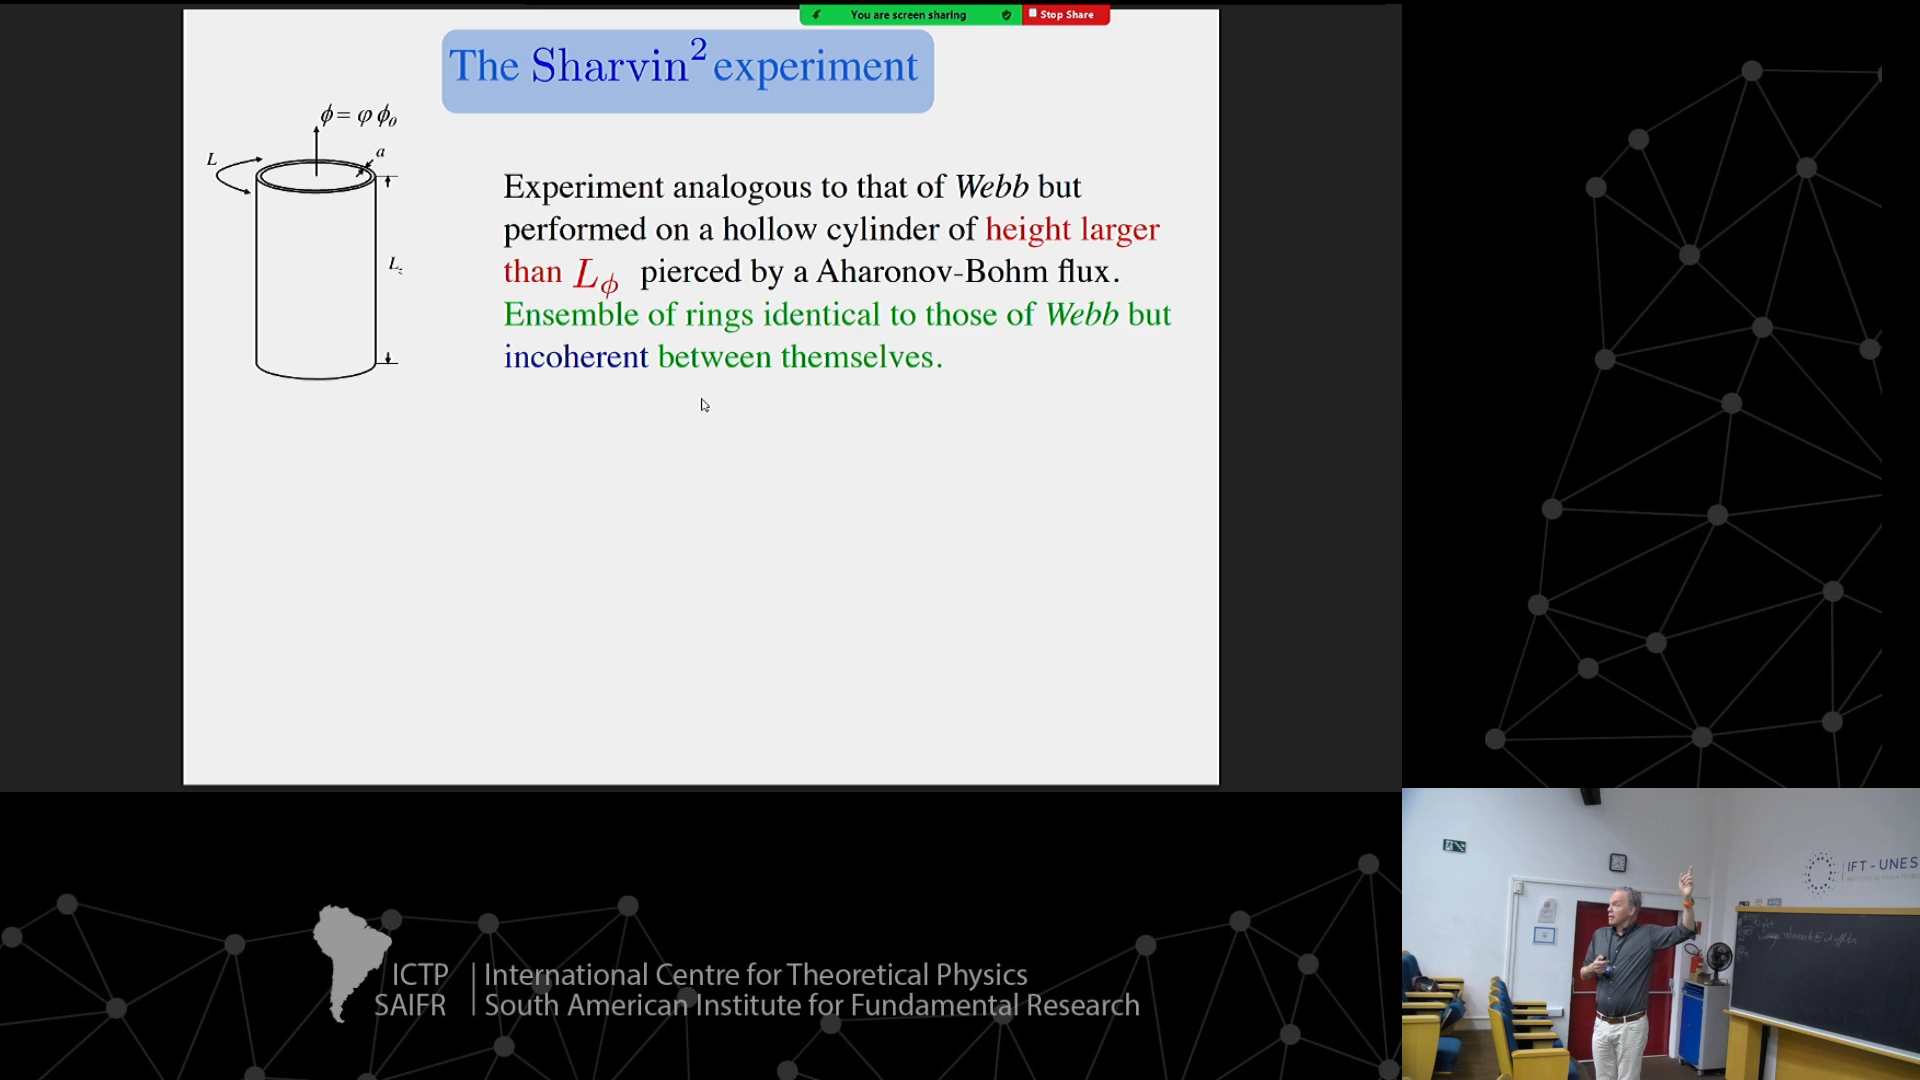 You are screen sharing
Stop Share
The Sharvin² experiment
ϕ = φ ϕ₀
L
a
L_z
Experiment analogous to that of Webb but
performed on a hollow cylinder of height larger
than L_ϕ pierced by a Aharonov-Bohm flux.
Ensemble of rings identical to those of Webb but
incoherent between themselves.
ICTP
SAIFR
International Centre for Theoretical Physics
South American Institute for Fundamental Research
IFT - UNES